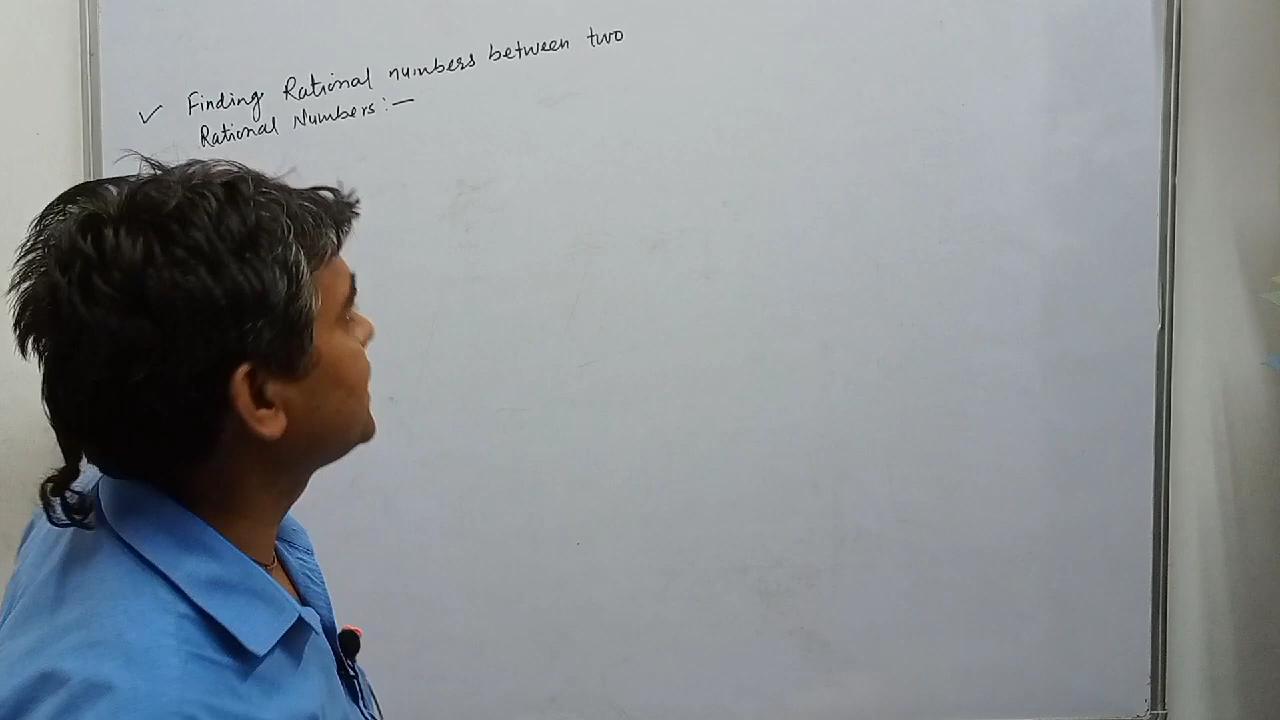 ✓ Finding Rational numbers between two
Rational Numbers:—